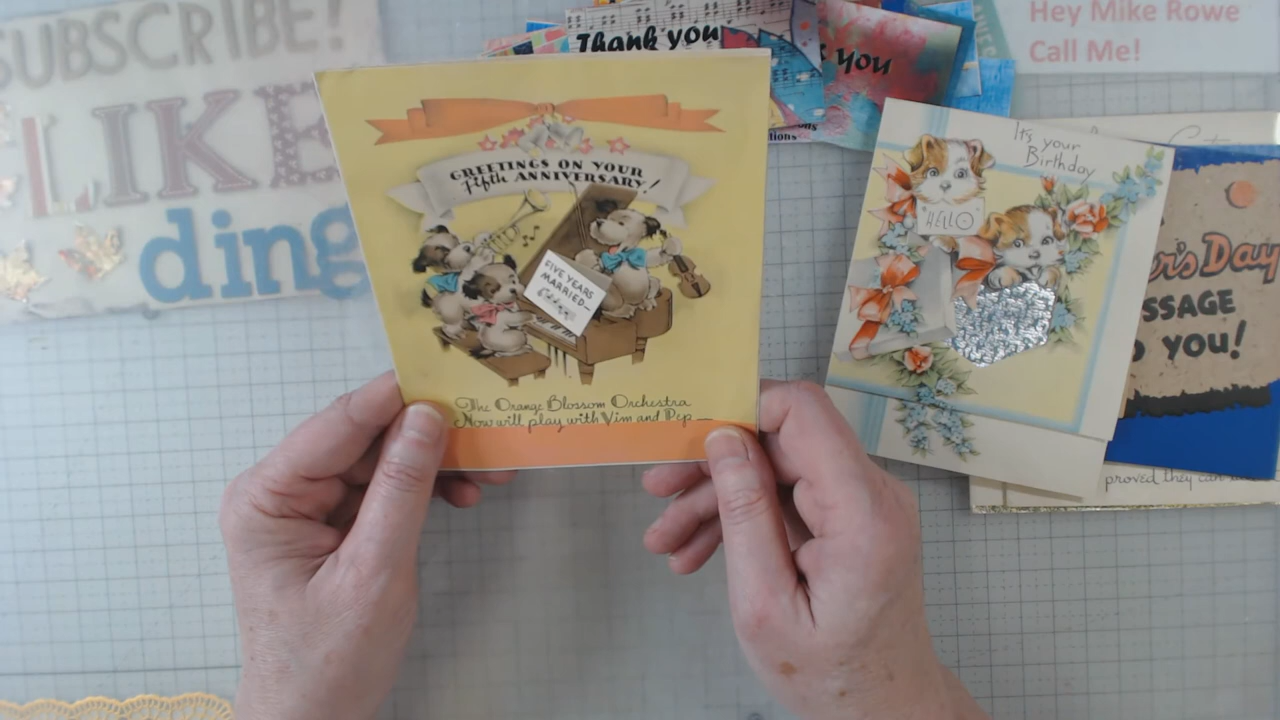 SUBSCRIBE!
LIKE
ding
Thank you
YOU
Hey Mike Rowe
Call Me!
GREETINGS ON YOUR
Fifth ANNIVERSARY!
FIVE YEARS
MARRIED
The Orange Blossom Orchestra
Now will play with Vim and Pep
It's your
Birthday
HELLO
er's Day
SSAGE
YOU!
proved they can